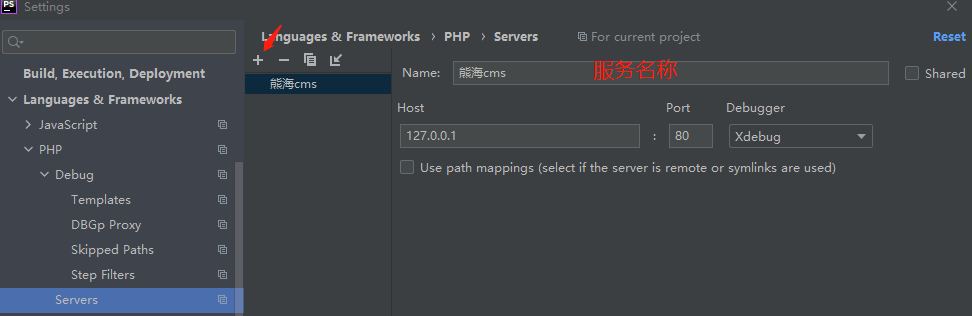 PS Settings
Languages & Frameworks › PHP › Servers For current project Reset
Build, Execution, Deployment
Languages & Frameworks
JavaScript
PHP
Debug
Templates
DBGp Proxy
Skipped Paths
Step Filters
Servers
熊海cms
Name: 熊海cms 服务名称 Shared
Host Port Debugger
127.0.0.1 : 80 Xdebug
Use path mappings (select if the server is remote or symlinks are used)